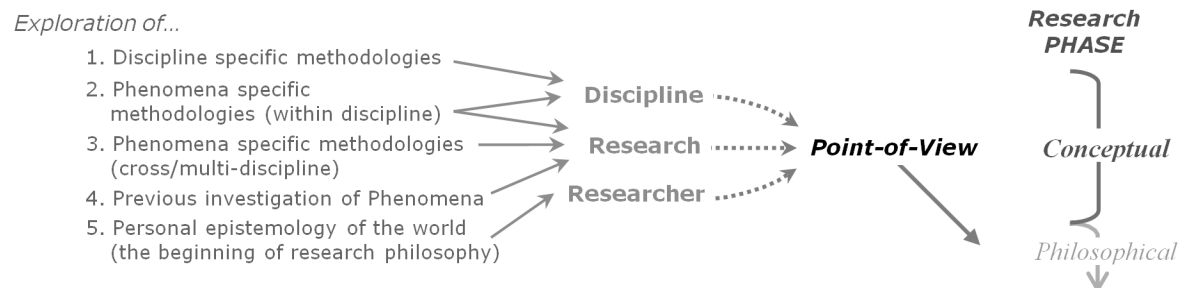 Exploration of...
1. Discipline specific methodologies
2. Phenomena specific
methodologies (within discipline)
3. Phenomena specific methodologies
(cross/multi-discipline)
4. Previous investigation of Phenomena
5. Personal epistemology of the world
(the beginning of research philosophy)
Discipline
Research
Researcher
Point-of-View
Research
PHASE
Conceptual
Philosophical